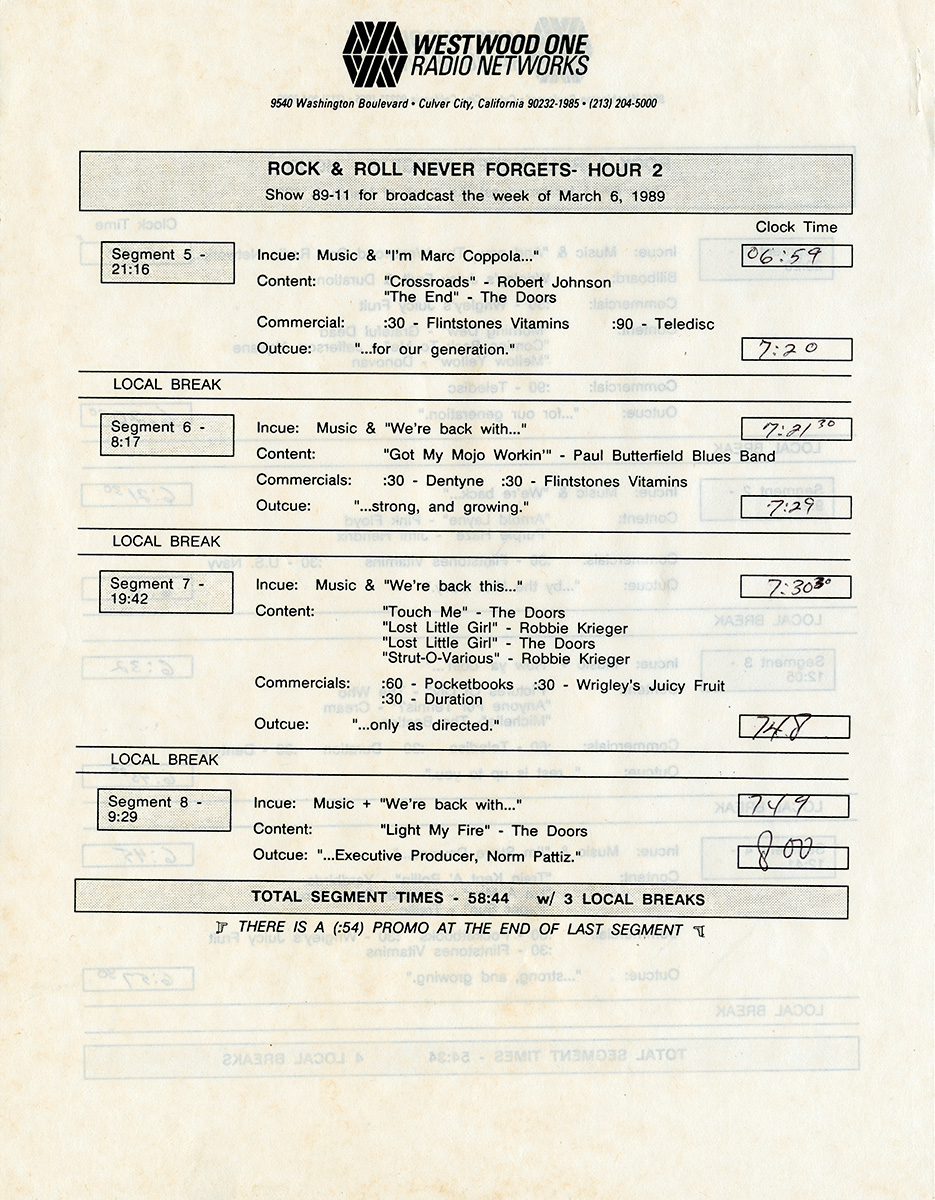 WESTWOOD ONE
RADIO NETWORKS
9540 Washington Boulevard • Culver City, California 90232-1985 • (213) 204-5000
ROCK & ROLL NEVER FORGETS- HOUR 2
Show 89-11 for broadcast the week of March 6, 1989
Clock Time
Segment 5 -
21:16
Incue: Music & "I'm Marc Coppola..."
06:59
Content: "Crossroads" - Robert Johnson
"The End" - The Doors
Commercial: :30 - Flintstones Vitamins :90 - Teledisc
Outcue: "...for our generation."
7:20
LOCAL BREAK
Segment 6 -
8:17
Incue: Music & "We're back with..."
7:21 30
Content: "Got My Mojo Workin'" - Paul Butterfield Blues Band
Commercials: :30 - Dentyne :30 - Flintstones Vitamins
Outcue: "...strong, and growing."
7:29
LOCAL BREAK
Segment 7 -
19:42
Incue: Music & "We're back this..."
7:30 30
Content: "Touch Me" - The Doors
"Lost Little Girl" - Robbie Krieger
"Lost Little Girl" - The Doors
"Strut-O-Various" - Robbie Krieger
Commercials: :60 - Pocketbooks :30 - Wrigley's Juicy Fruit
:30 - Duration
Outcue: "...only as directed."
748
LOCAL BREAK
Segment 8 -
9:29
Incue: Music + "We're back with..."
749
Content: "Light My Fire" - The Doors
Outcue: "...Executive Producer, Norm Pattiz."
8 00
TOTAL SEGMENT TIMES - 58:44 w/ 3 LOCAL BREAKS
THERE IS A (:54) PROMO AT THE END OF LAST SEGMENT